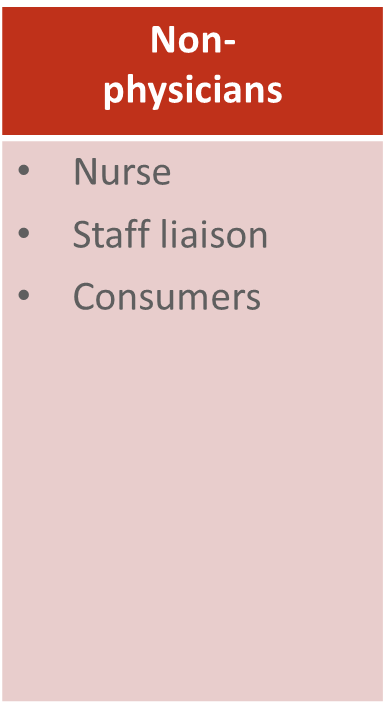 Non-
physicians
• Nurse
• Staff liaison
• Consumers